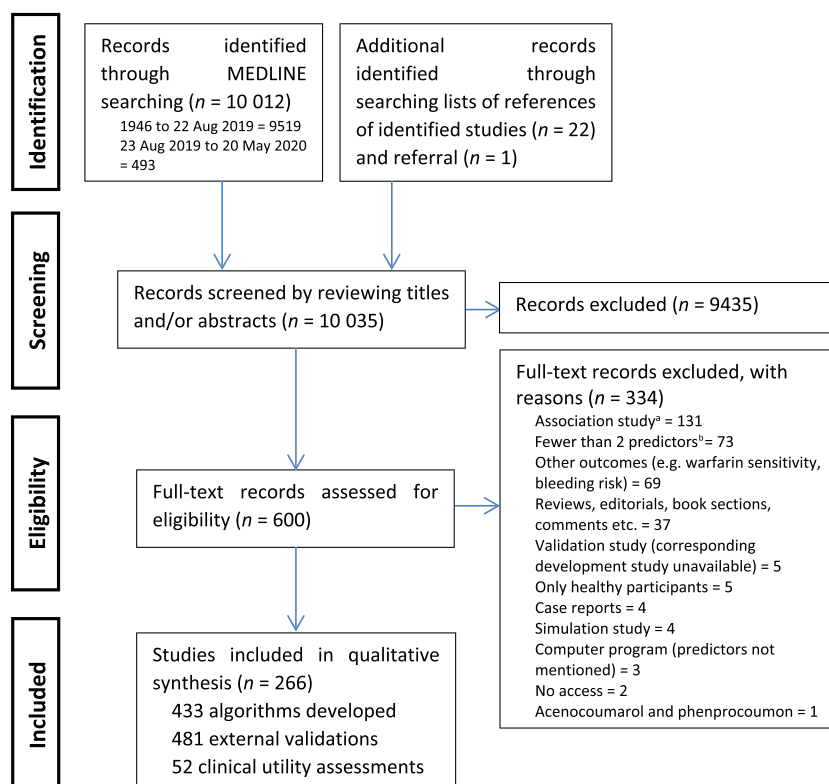 Identification
Records identified
through MEDLINE
searching (n = 10 012)
1946 to 22 Aug 2019 = 9519
23 Aug 2019 to 20 May 2020
= 493
Additional records
identified through
searching lists of references
of identified studies (n = 22)
and referral (n = 1)
Screening
Records screened by reviewing titles
and/or abstracts (n = 10 035)
Records excluded (n = 9435)
Eligibility
Full-text records assessed for
eligibility (n = 600)
Full-text records excluded, with
reasons (n = 334)
Association studyᵃ = 131
Fewer than 2 predictorsᵇ = 73
Other outcomes (e.g. warfarin sensitivity,
bleeding risk) = 69
Reviews, editorials, book sections,
comments etc. = 37
Validation study (corresponding
development study unavailable) = 5
Only healthy participants = 5
Case reports = 4
Simulation study = 4
Computer program (predictors not
mentioned) = 3
No access = 2
Acenocoumarol and phenprocoumon = 1
Included
Studies included in qualitative
synthesis (n = 266)
433 algorithms developed
481 external validations
52 clinical utility assessments